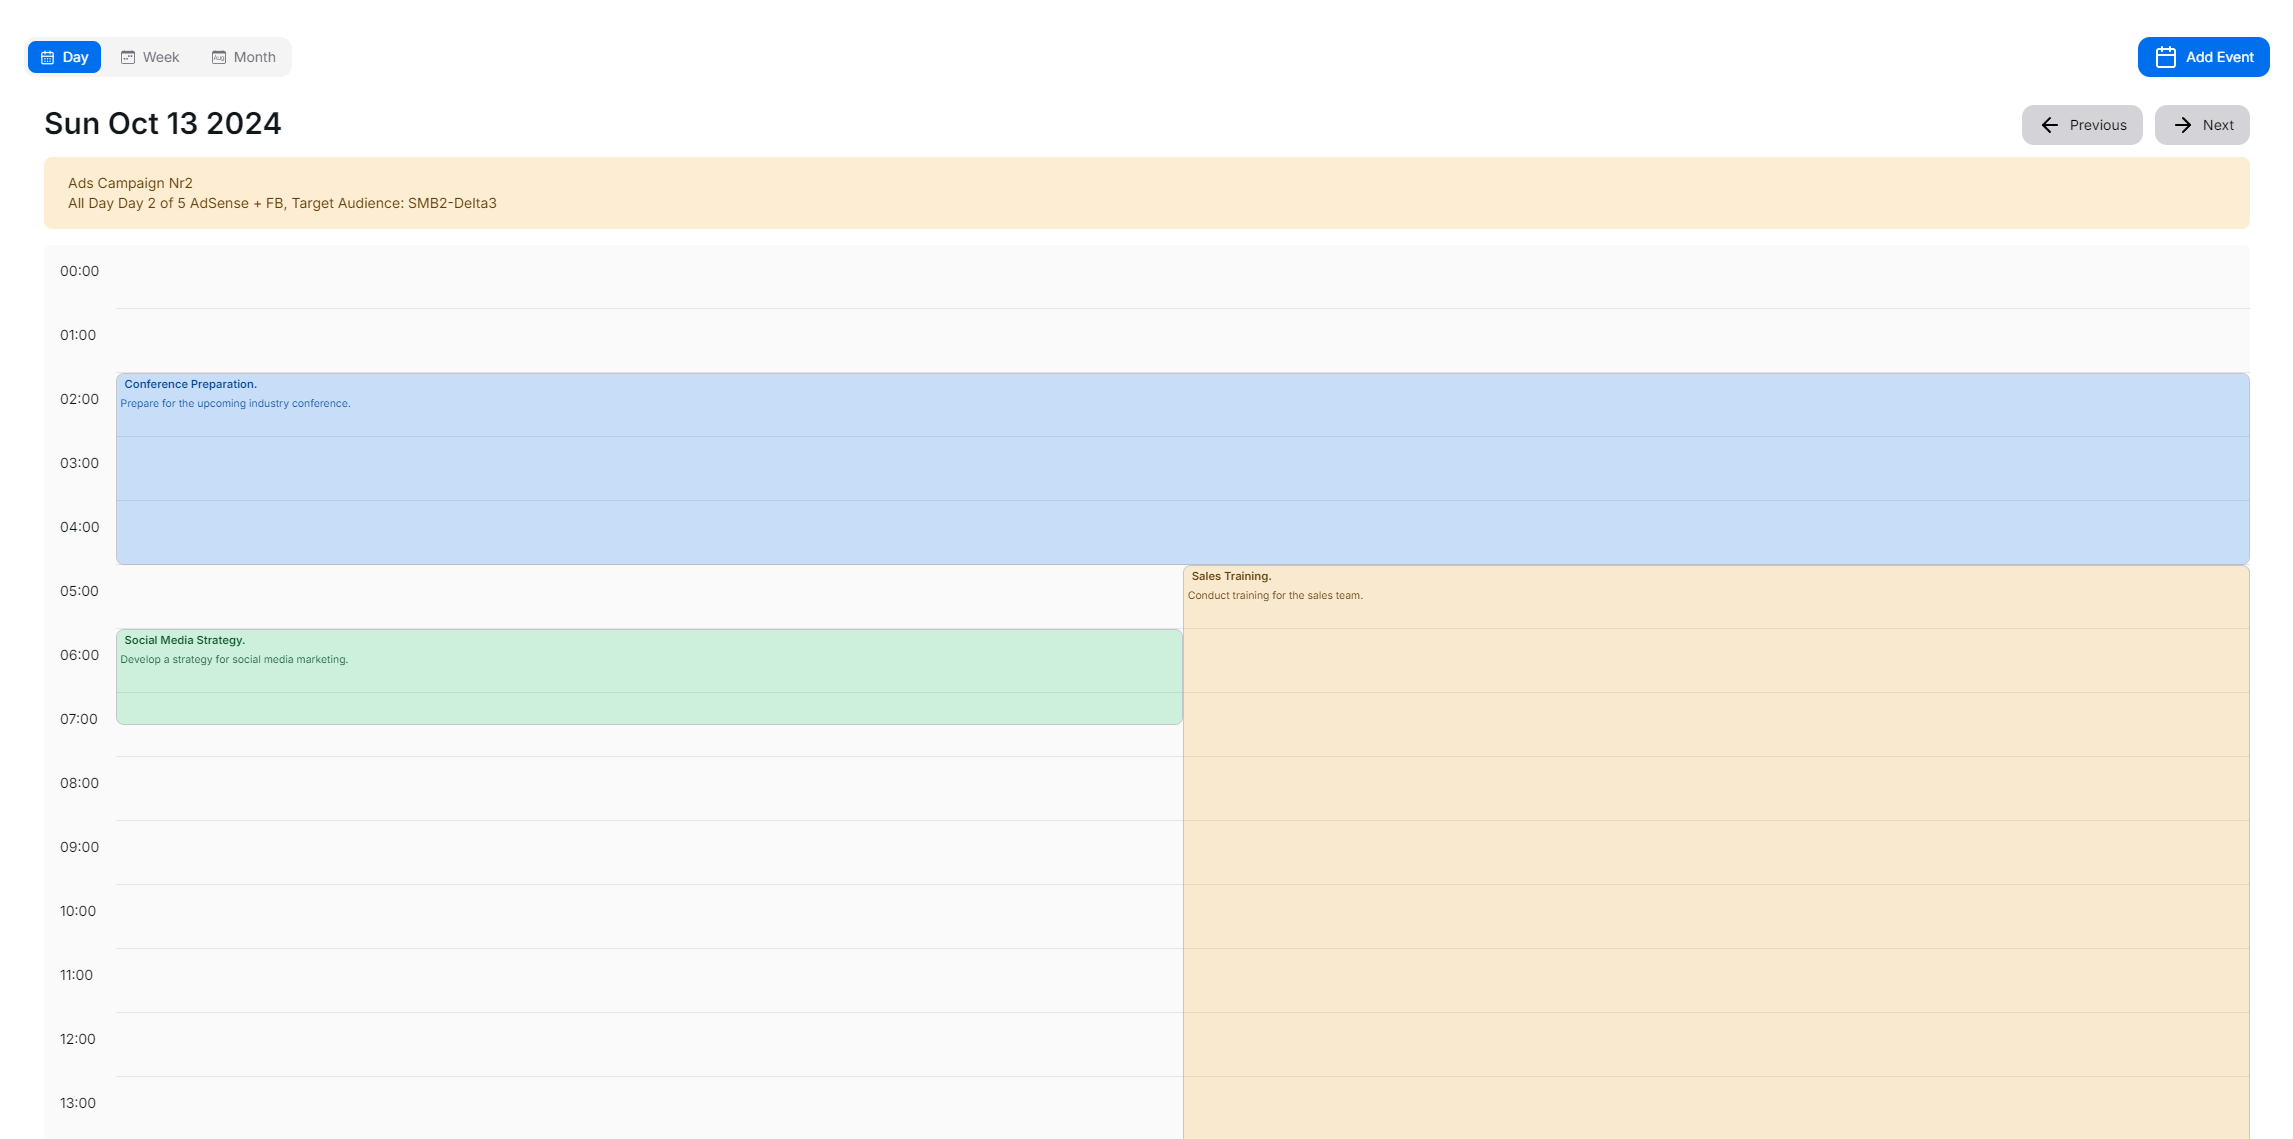 Day Week Month Add Event
Sun Oct 13 2024 Previous Next
Ads Campaign Nr2
All Day Day 2 of 5 AdSense + FB, Target Audience: SMB2-Delta3
00:00
01:00
Conference Preparation.
02:00 Prepare for the upcoming industry conference.
03:00
04:00
Sales Training.
05:00 Conduct training for the sales team.
Social Media Strategy.
06:00 Develop a strategy for social media marketing.
07:00
08:00
09:00
10:00
11:00
12:00
13:00